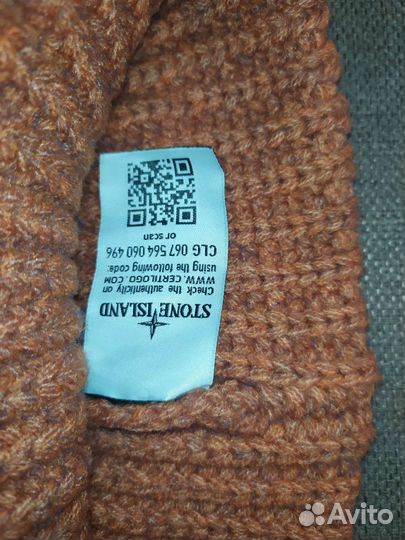 STONE ISLAND
Check the authenticity on
WWW.CERTILOGO.COM
using the following code:
CLG 067 564 060 496
or scan
Avito